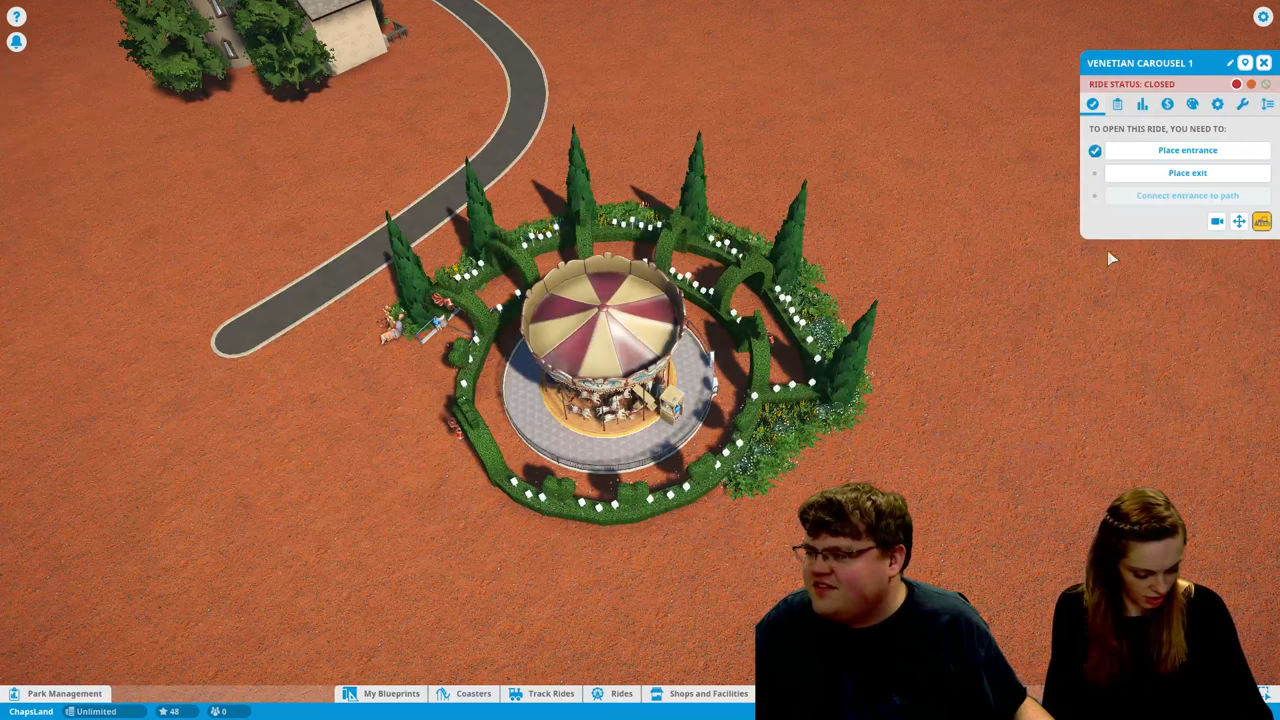 VENETIAN CAROUSEL 1
RIDE STATUS: CLOSED
TO OPEN THIS RIDE, YOU NEED TO:
Place entrance
Place exit
Connect entrance to path
Park Management
My Blueprints
Coasters
Track Rides
Rides
Shops and Facilities
ChapsLand
Unlimited
48
0